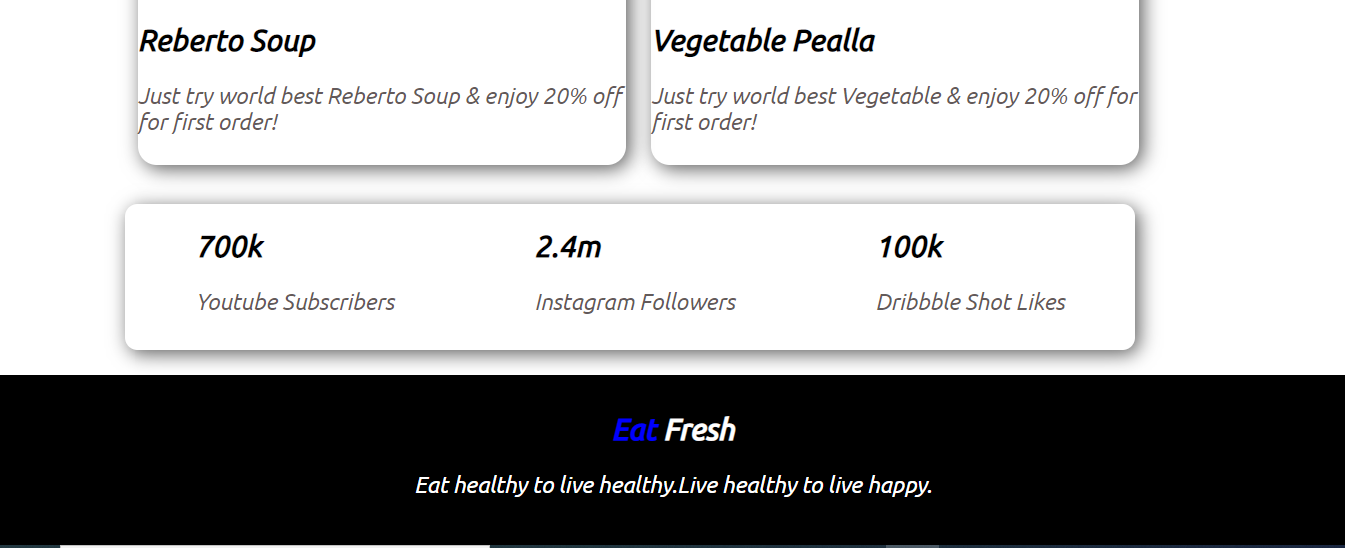 Reberto Soup
Just try world best Reberto Soup & enjoy 20% off
for first order!
Vegetable Pealla
Just try world best Vegetable & enjoy 20% off for
first order!
700k
Youtube Subscribers
2.4m
Instagram Followers
100k
Dribbble Shot Likes
Eat Fresh
Eat healthy to live healthy.Live healthy to live happy.